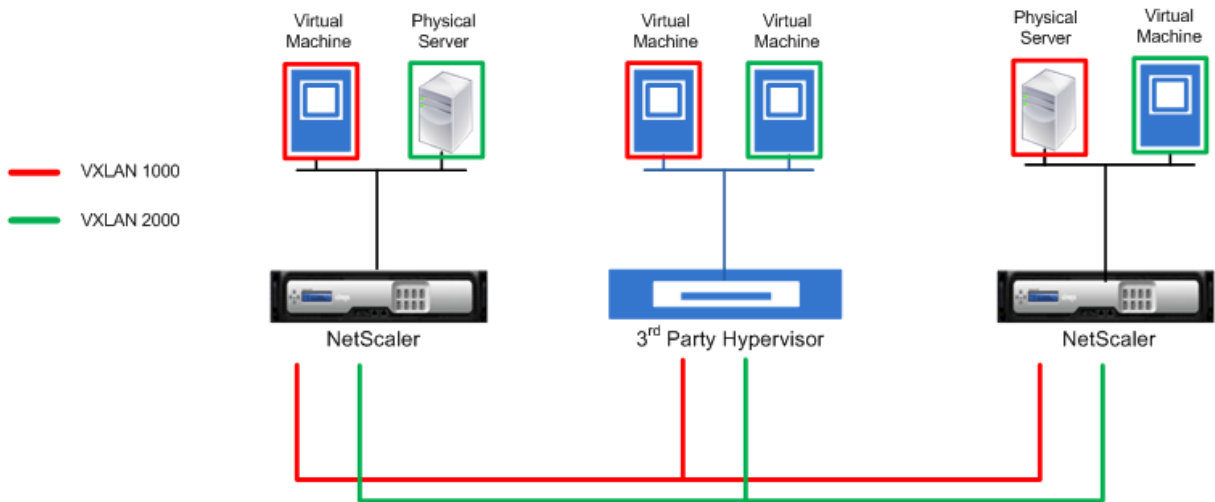 Virtual
Machine
Physical
Server
Virtual
Machine
Virtual
Machine
Physical
Server
Virtual
Machine
VXLAN 1000
VXLAN 2000
NetScaler
3rd Party Hypervisor
NetScaler